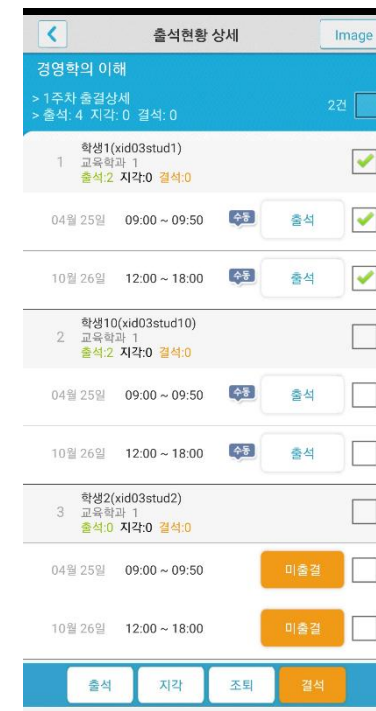 출석현황 상세
Image
경영학의 이해
> 1주차 출결상세
> 출석: 4 지각: 0 결석: 0
2건
학생1(xid03stud1)
1 교육학과 1
출석:2 지각:0 결석:0
04월 25일 09:00 ~ 09:50 수동 출석
10월 26일 12:00 ~ 18:00 수동 출석
학생10(xid03stud10)
2 교육학과 1
출석:2 지각:0 결석:0
04월 25일 09:00 ~ 09:50 수동 출석
10월 26일 12:00 ~ 18:00 수동 출석
학생2(xid03stud2)
3 교육학과 1
출석:0 지각:0 결석:0
04월 25일 09:00 ~ 09:50 미출결
10월 26일 12:00 ~ 18:00 미출결
출석 지각 조퇴 결석